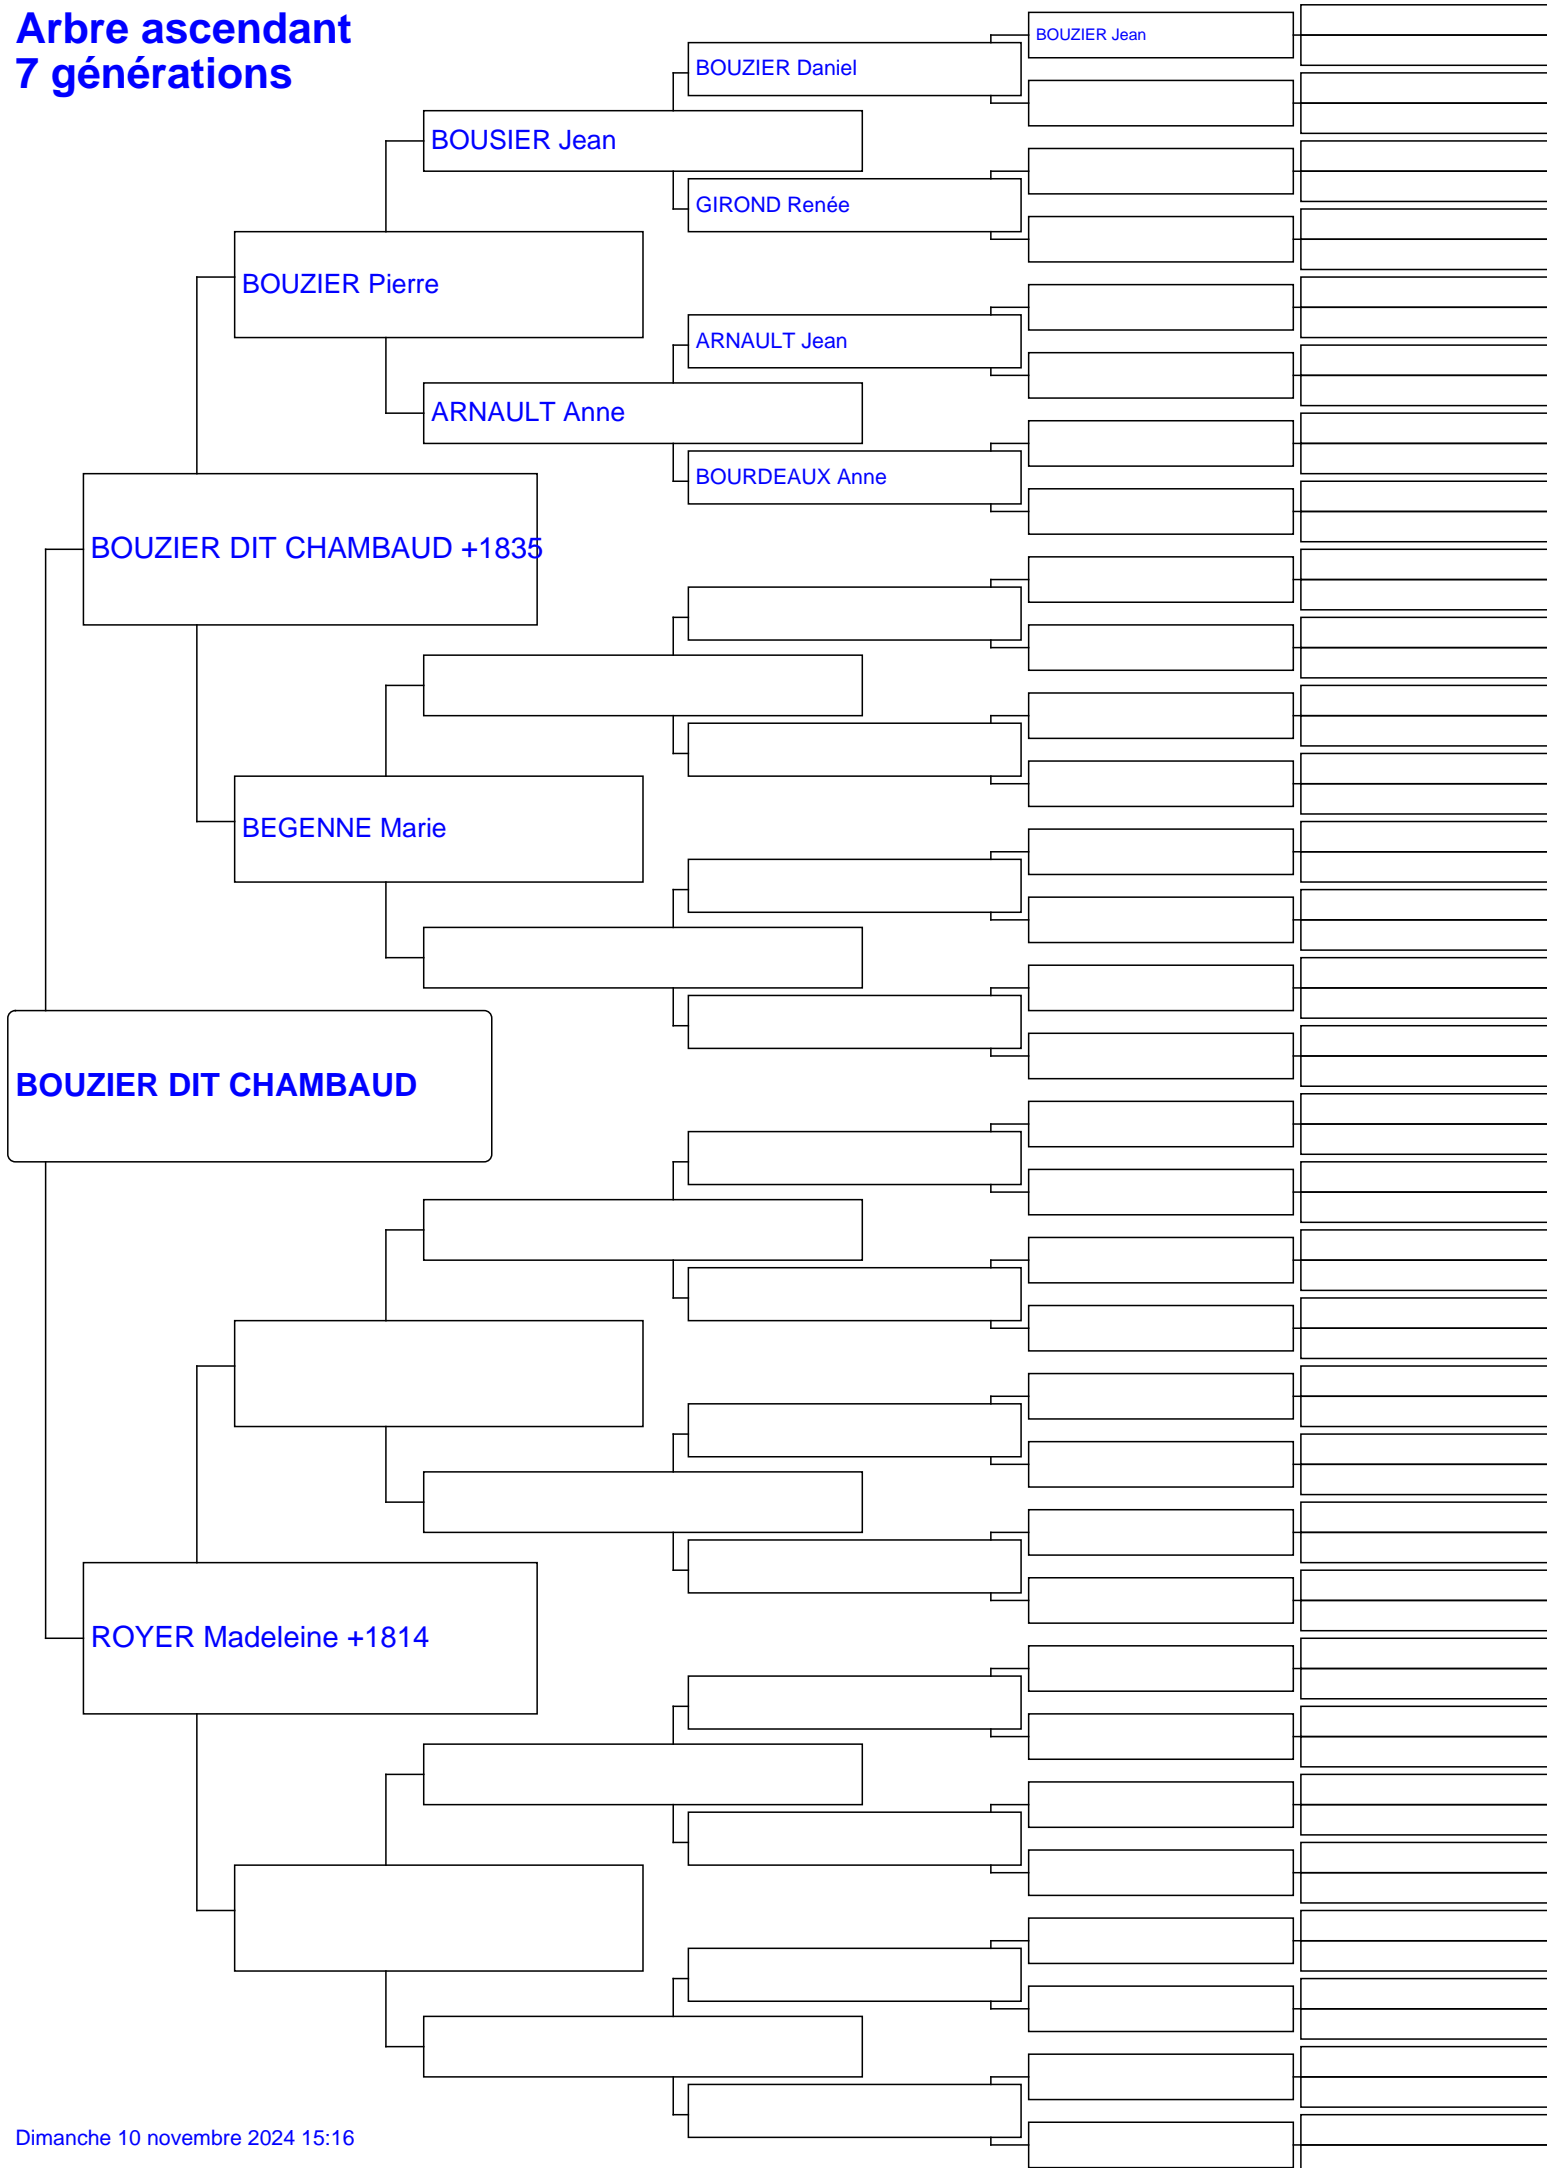 Arbre ascendant
7 générations
BOUZIER Jean
BOUZIER Daniel
BOUSIER Jean
GIROND Renée
BOUZIER Pierre
ARNAULT Jean
ARNAULT Anne
BOURDEAUX Anne
BOUZIER DIT CHAMBAUD +1835
BEGENNE Marie
BOUZIER DIT CHAMBAUD
ROYER Madeleine +1814
Dimanche 10 novembre 2024 15:16